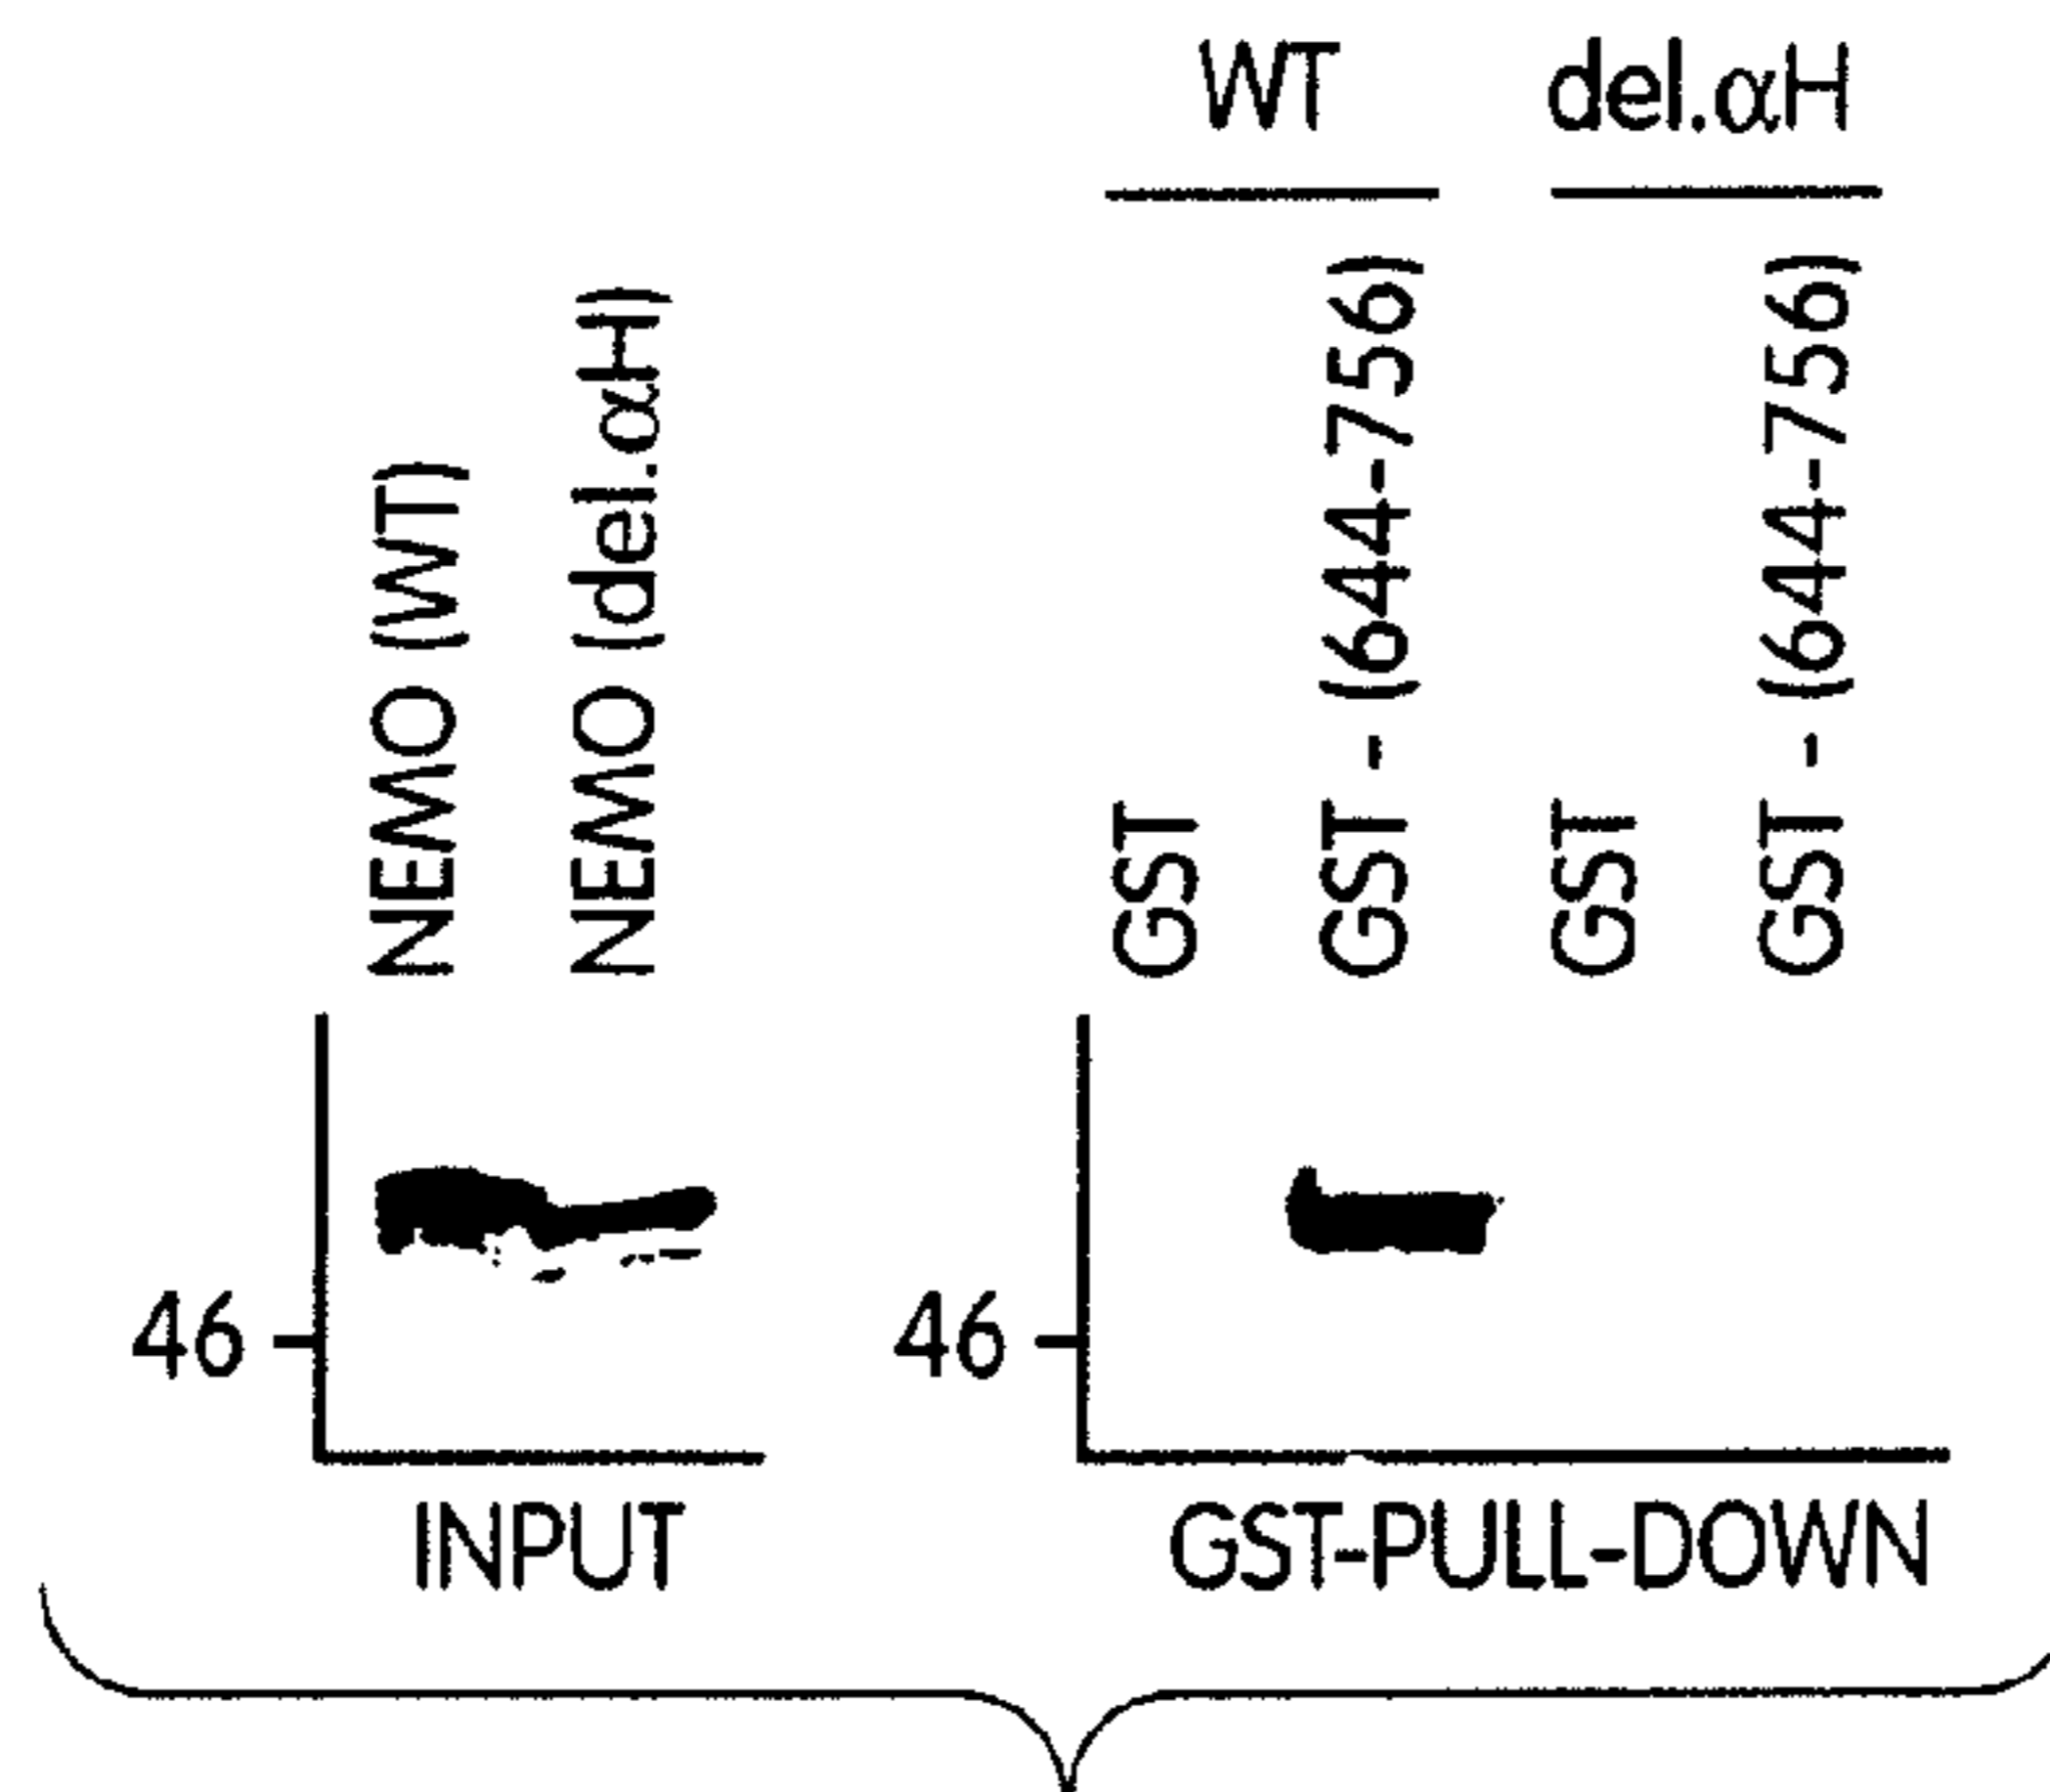 WT
del.αH
NEMO (WT)
NEMO (del.αH)
GST
GST - (644-756)
GST
GST - (644-756)
46
46
INPUT
GST-PULL-DOWN